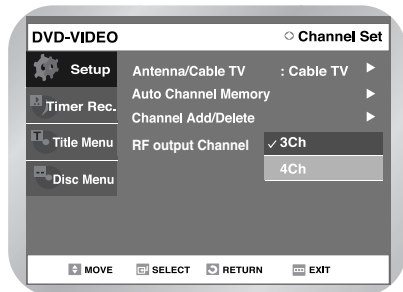 DVD-VIDEO Channel Set
Setup
Antenna/Cable TV : Cable TV
Auto Channel Memory
Timer Rec.
Channel Add/Delete
Title Menu
RF output Channel ✓ 3Ch
4Ch
Disc Menu
MOVE SELECT RETURN EXIT